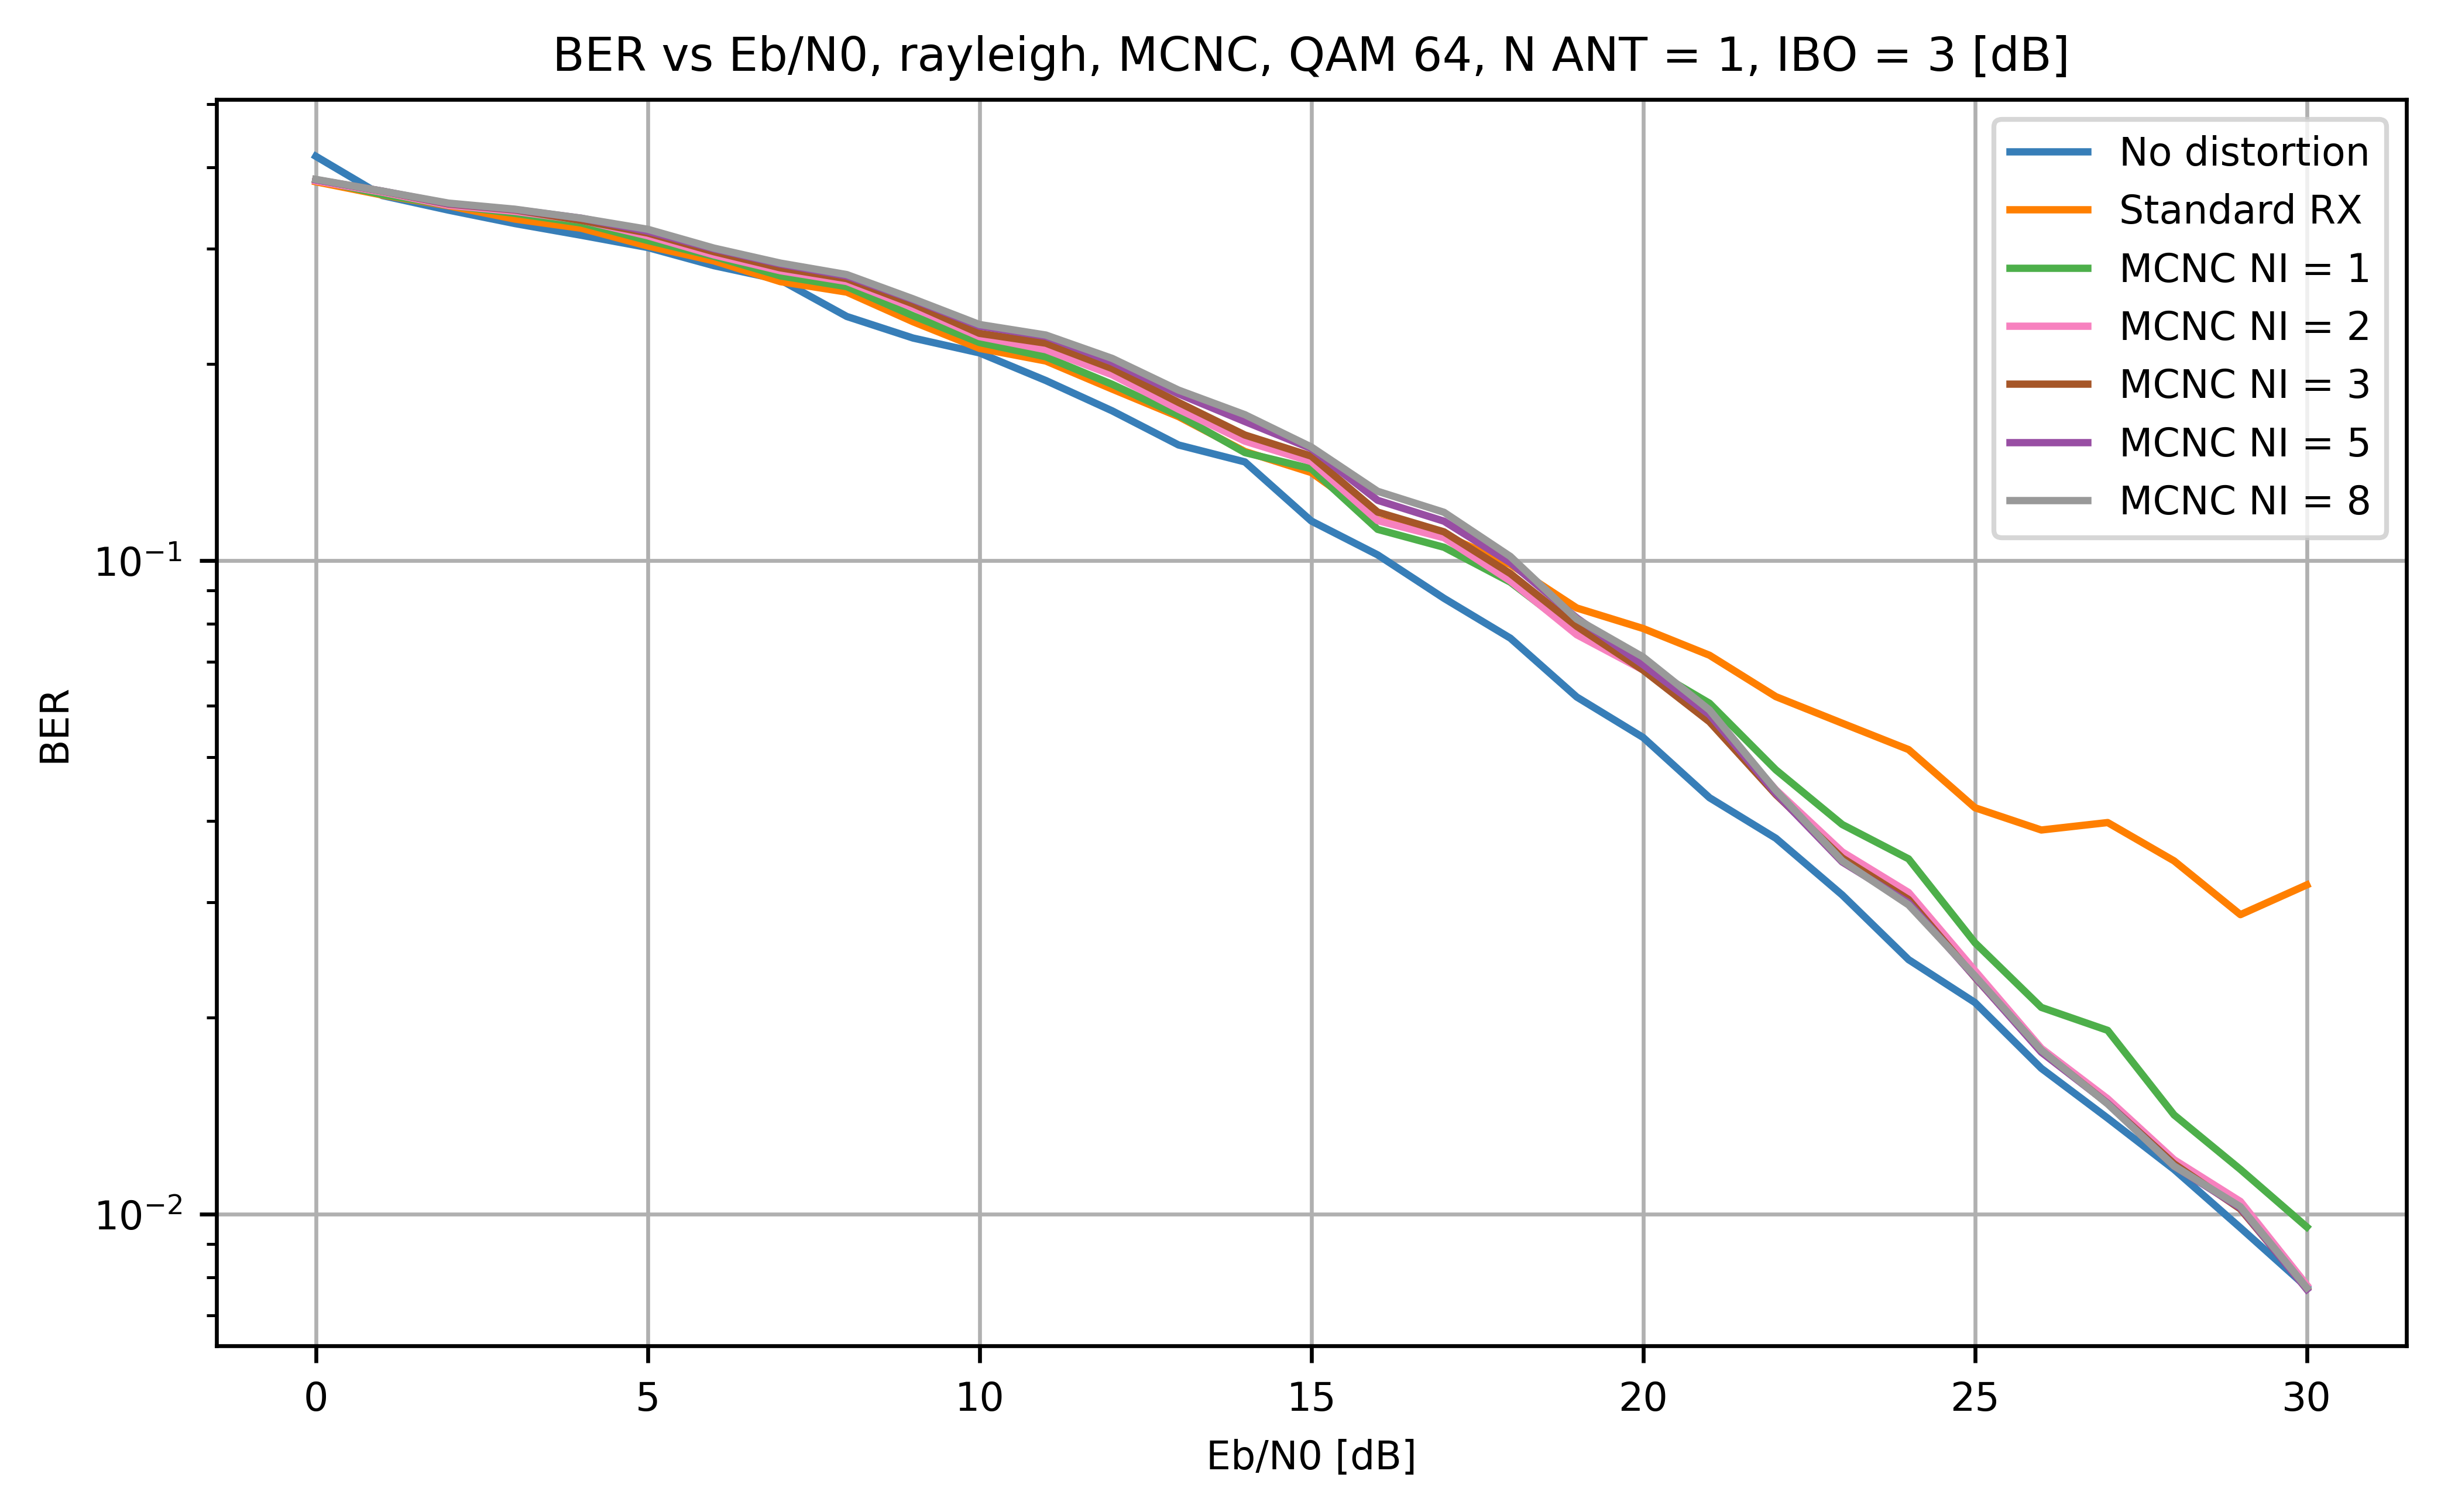 BER vs Eb/N0, rayleigh, MCNC, QAM 64, N ANT = 1, IBO = 3 [dB]
No distortion
Standard RX
MCNC NI = 1
MCNC NI = 2
MCNC NI = 3
MCNC NI = 5
MCNC NI = 8
10⁻¹
BER
10⁻²
0 5 10 15 20 25 30
Eb/N0 [dB]